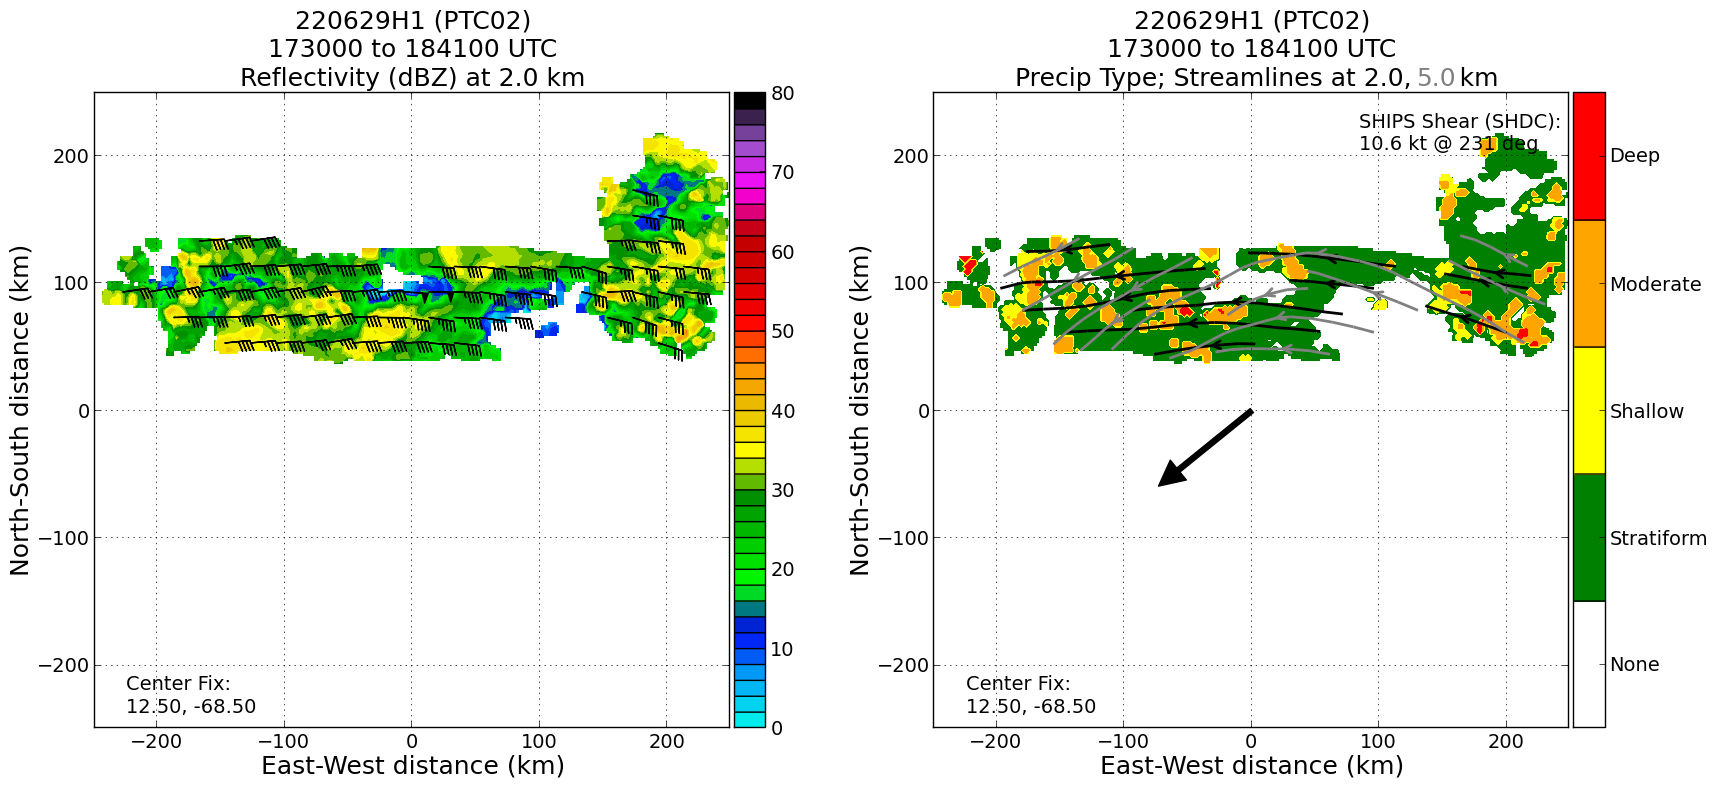 220629H1 (PTC02)
173000 to 184100 UTC
Reflectivity (dBZ) at 2.0 km
North-South distance (km)
200
100
0
−100
−200
Center Fix:
12.50, -68.50
−200 −100 0 100 200
East-West distance (km)
80
70
60
50
40
30
20
10
0
220629H1 (PTC02)
173000 to 184100 UTC
Precip Type; Streamlines at 2.0, 5.0 km
SHIPS Shear (SHDC):
10.6 kt @ 231 deg
North-South distance (km)
200
100
0
−100
−200
Center Fix:
12.50, -68.50
−200 −100 0 100 200
East-West distance (km)
Deep
Moderate
Shallow
Stratiform
None